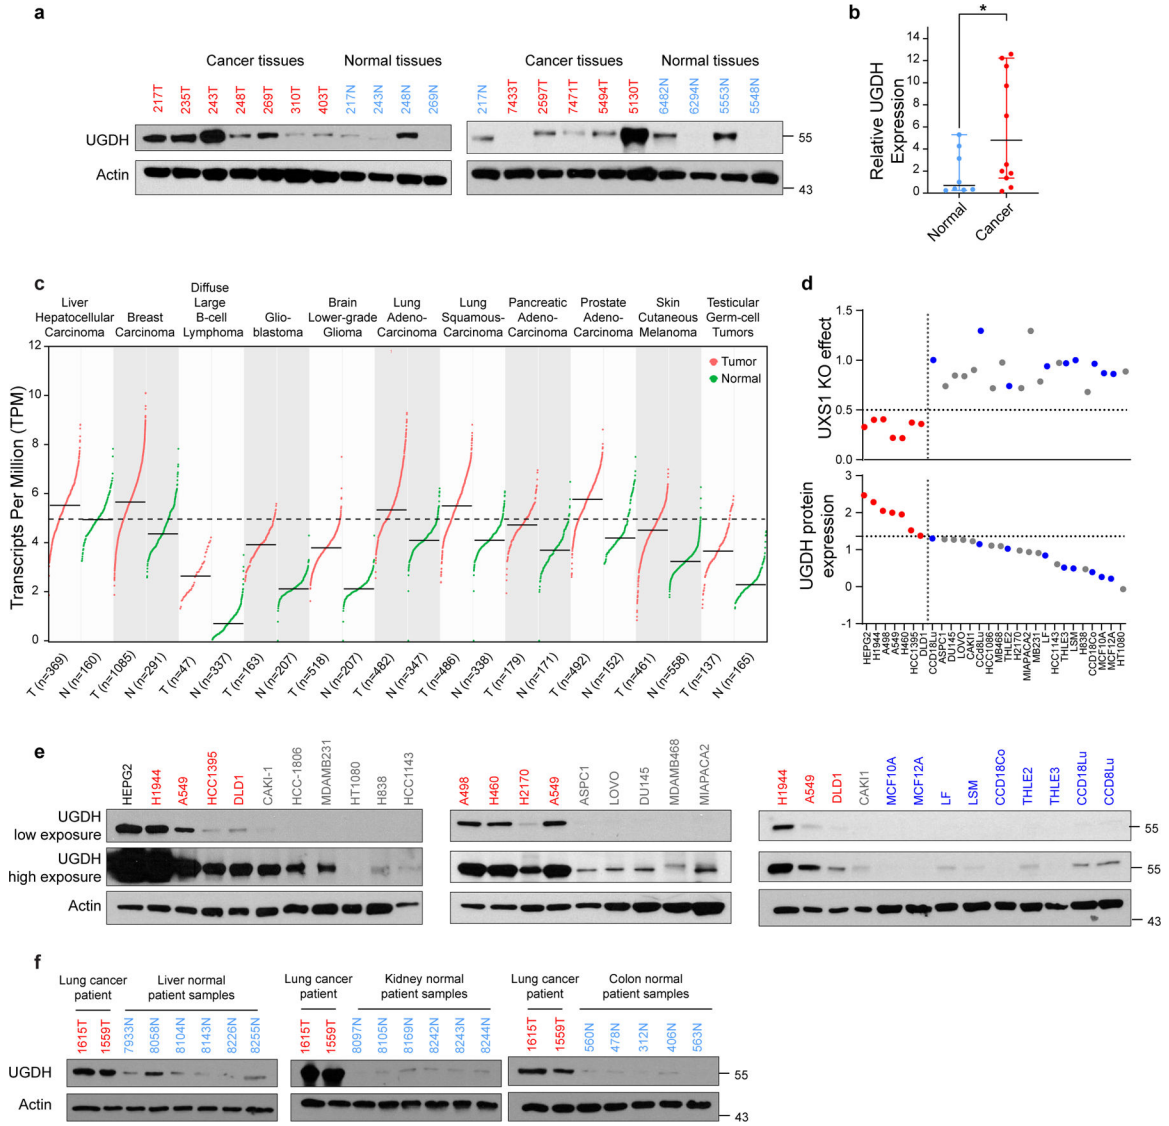 a
Cancer tissues
Normal tissues
217T
235T
243T
248T
269T
310T
403T
217N
243N
248N
269N
UGDH
Actin
Cancer tissues
Normal tissues
217N
7433T
2597T
7471T
5494T
5130T
6482N
6294N
5553N
5548N
55
43
b
*
Relative UGDH
Expression
14
12
10
8
6
4
2
0
Normal
Cancer
c
Liver
Hepatocellular
Carcinoma
Breast
Carcinoma
Diffuse
Large
B-cell
Lymphoma
Glio-
blastoma
Brain
Lower-grade
Glioma
Lung
Adeno-
Carcinoma
Lung
Squamous-
Carcinoma
Pancreatic
Adeno-
Carcinoma
Prostate
Adeno-
Carcinoma
Skin
Cutaneous
Melanoma
Testicular
Germ-cell
Tumors
Transcripts Per Million (TPM)
12
10
8
6
4
2
0
Tumor
Normal
T (n=369)
N (n=160)
T (n=1085)
N (n=291)
T (n=47)
N (n=337)
T (n=163)
N (n=207)
T (n=518)
N (n=207)
T (n=482)
N (n=347)
T (n=486)
N (n=338)
T (n=179)
N (n=171)
T (n=492)
N (n=152)
T (n=461)
N (n=558)
T (n=137)
N (n=165)
d
UXS1 KO effect
1.5
1.0
0.5
0.0
UGDH protein
expression
3
2
1
0
-1
HEPG2
H1944
A498
A549
H460
HCC1395
DLD1
CCD18Lu
ASPC1
DU145
LOVO
CAKI1
CCd8Lu
HCC1086
MB468
THLE2
H2170
MIAPACA2
MB231
LF
HCC1143
THLE3
LSM
H838
CCD18Co
MCF10A
MCF12A
HT1080
e
HEPG2
H1944
A549
HCC1395
DLD1
CAKI-1
HCC-1806
MDAMB231
HT1080
H838
HCC1143
UGDH
low exposure
UGDH
high exposure
Actin
A498
H460
H2170
A549
ASPC1
LOVO
DU145
MDAMB468
MIAPACA2
H1944
A549
DLD1
CAKI1
MCF10A
MCF12A
LF
LSM
CCD18Co
THLE2
THLE3
CCD18Lu
CCD8Lu
55
55
43
f
Lung cancer
patient
Liver normal
patient samples
1615T
1559T
7933N
8058N
8104N
8143N
8226N
8255N
UGDH
Actin
Lung cancer
patient
Kidney normal
patient samples
1615T
1559T
8097N
8105N
8169N
8242N
8243N
8244N
Lung cancer
patient
Colon normal
patient samples
1615T
1559T
560N
478N
312N
406N
563N
55
43